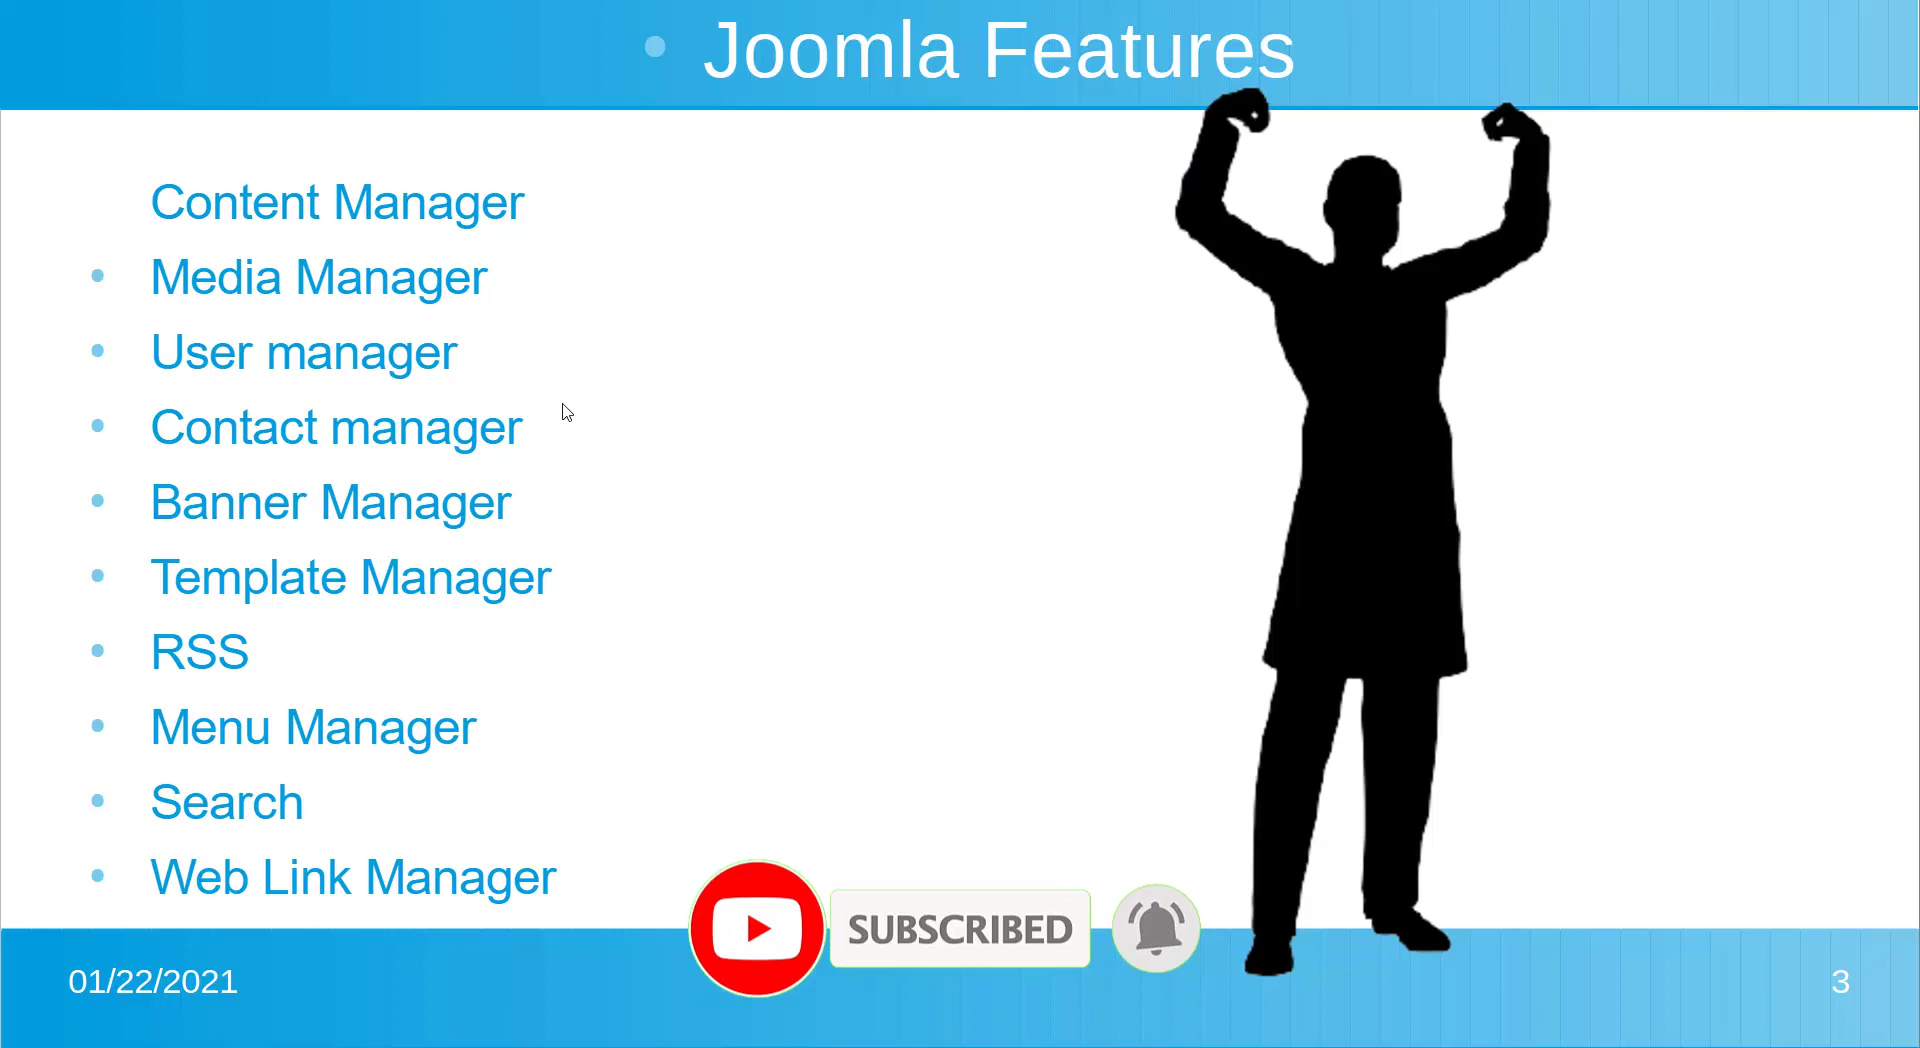 • Joomla Features
Content Manager
• Media Manager
• User manager
• Contact manager
• Banner Manager
• Template Manager
• RSS
• Menu Manager
• Search
• Web Link Manager
SUBSCRIBED
01/22/2021
3